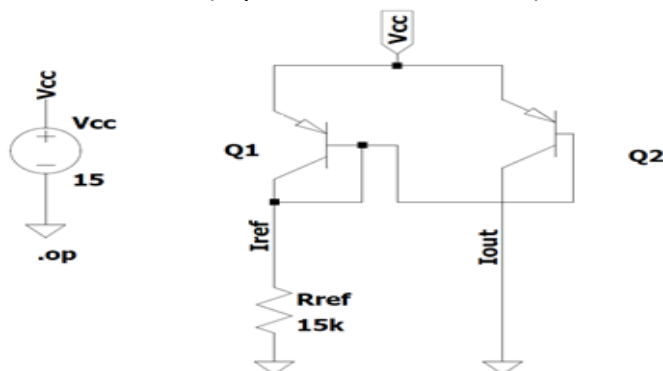 Vcc
Vcc
Vcc
15
.op
Q1
Q2
Iref
Iout
Rref
15k